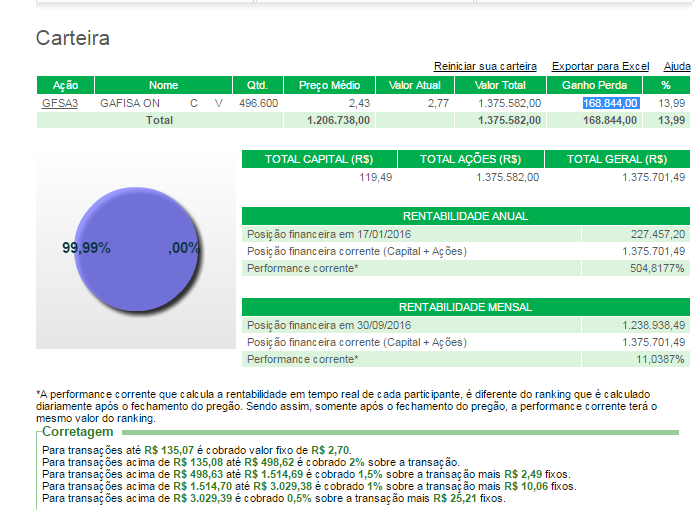 Carteira
Reiniciar sua carteira Exportar para Excel Ajuda
Ação Nome Qtd. Preço Médio Valor Atual Valor Total Ganho Perda %
GFSA3 GAFISA ON C V 496.600 2,43 2,77 1.375.582,00 168.844,00 13,99
Total 1.206.738,00 1.375.582,00 168.844,00 13,99
TOTAL CAPITAL (R$) TOTAL AÇÕES (R$) TOTAL GERAL (R$)
119,49 1.375.582,00 1.375.701,49
99,99% ,00%
RENTABILIDADE ANUAL
Posição financeira em 17/01/2016 227.457,20
Posição financeira corrente (Capital + Ações) 1.375.701,49
Performance corrente* 504,8177%
RENTABILIDADE MENSAL
Posição financeira em 30/09/2016 1.238.938,49
Posição financeira corrente (Capital + Ações) 1.375.701,49
Performance corrente* 11,0387%
*A performance corrente que calcula a rentabilidade em tempo real de cada participante, é diferente do ranking que é calculado
diariamente após o fechamento do pregão. Sendo assim, somente após o fechamento do pregão, a performance corrente terá o
mesmo valor do ranking.
Corretagem
Para transações até R$ 135,07 é cobrado valor fixo de R$ 2,70.
Para transações acima de R$ 135,08 até R$ 498,62 é cobrado 2% sobre a transação.
Para transações acima de R$ 498,63 até R$ 1.514,69 é cobrado 1,5% sobre a transação mais R$ 2,49 fixos.
Para transações acima de R$ 1.514,70 até R$ 3.029,38 é cobrado 1% sobre a transação mais R$ 10,06 fixos.
Para transações acima de R$ 3.029,39 é cobrado 0,5% sobre a transação mais R$ 25,21 fixos.